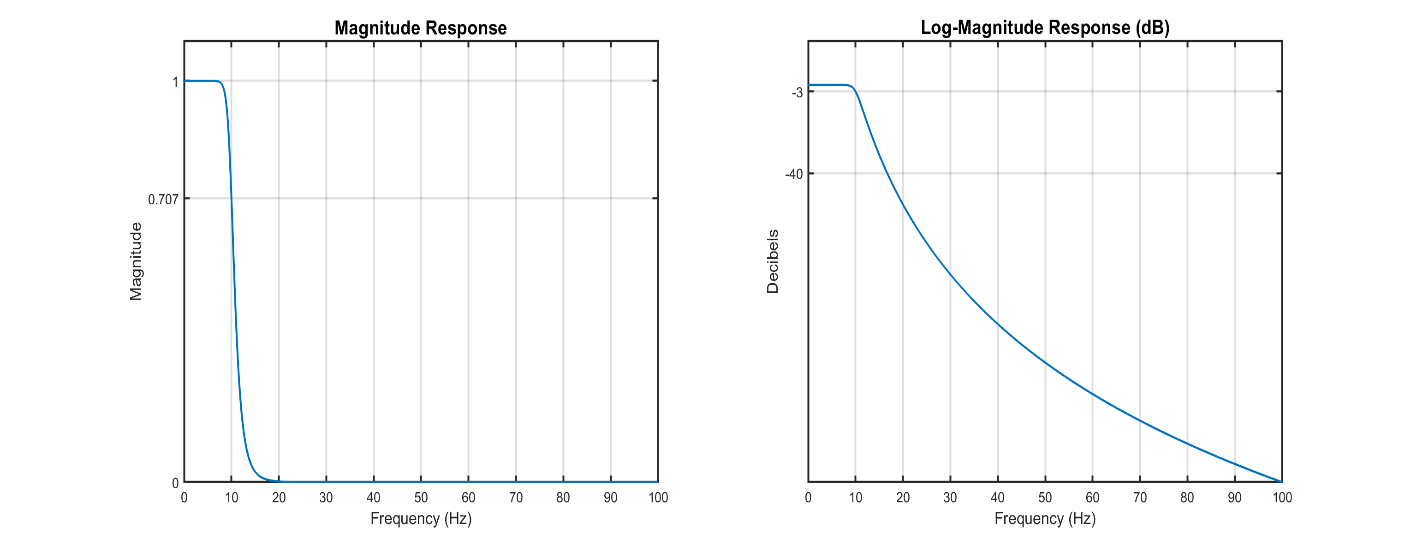 Magnitude Response
1
0.707
0
Magnitude
0 10 20 30 40 50 60 70 80 90 100
Frequency (Hz)
Log-Magnitude Response (dB)
-3
-40
Decibels
0 10 20 30 40 50 60 70 80 90 100
Frequency (Hz)